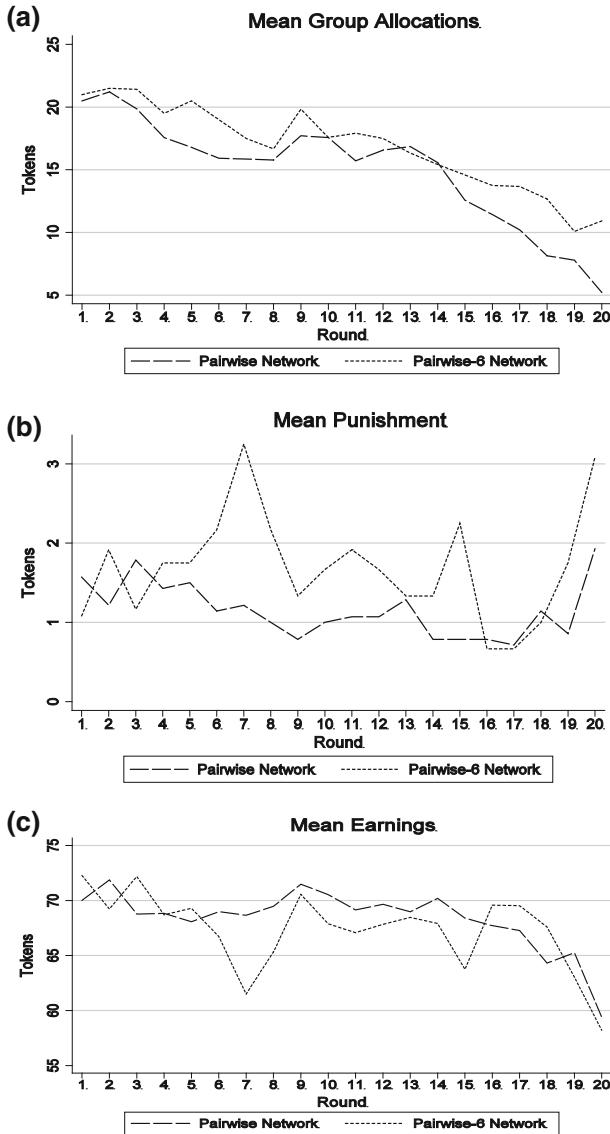 (a)
Mean Group Allocations.
25
20
15
10
5
Tokens
1. 2. 3. 4. 5. 6. 7. 8. 9. 10. 11. 12. 13. 14. 15. 16. 17. 18. 19. 20.
Round.
Pairwise Network Pairwise-6 Network
(b)
Mean Punishment
3
2
1
0
Tokens
1. 2. 3. 4. 5. 6. 7. 8. 9. 10. 11. 12. 13. 14. 15. 16. 17. 18. 19. 20.
Round.
Pairwise Network Pairwise-6 Network
(c)
Mean Earnings.
75
70
65
60
55
Tokens
1. 2. 3. 4. 5. 6. 7. 8. 9. 10. 11. 12. 13. 14. 15. 16. 17. 18. 19. 20.
Round.
Pairwise Network Pairwise-6 Network